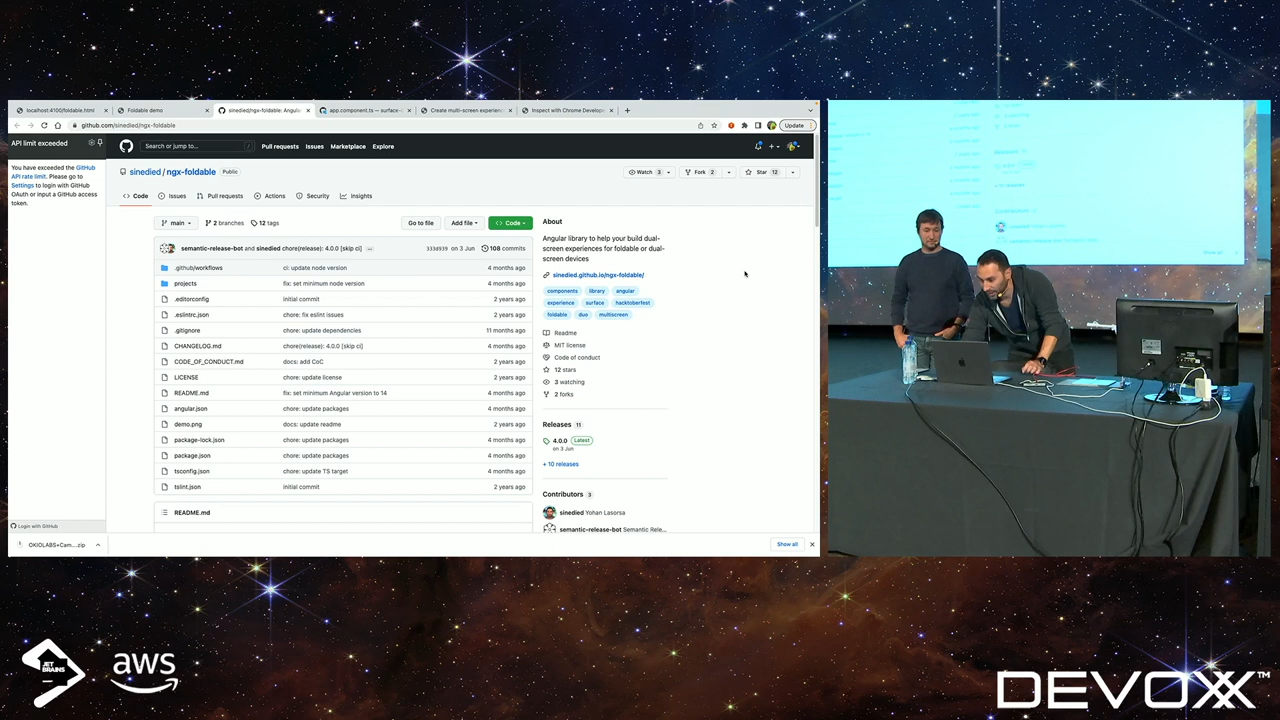 localhost:4100/foldable.html
Foldable demo
sinedied/ngx-foldable: Angula
app.component.ts — surface-d
Create multi-screen experienc
Inspect with Chrome Develope
github.com/sinedied/ngx-foldable
Update
API limit exceeded
You have exceeded the GitHub
API rate limit. Please go to
Settings to login with GitHub
OAuth or input a GitHub access
token.
Login with GitHub
Search or jump to...
/
Pull requests
Issues
Marketplace
Explore
sinedied / ngx-foldable
Public
Watch 3
Fork 2
Star 12
Code
Issues
Pull requests
Actions
Security
Insights
main
2 branches
12 tags
Go to file
Add file
Code
semantic-release-bot and sinedied chore(release): 4.0.0 [skip ci]
333d939 on 3 Jun
108 commits
.github/workflows ci: update node version 4 months ago
projects fix: set minimum node version 4 months ago
.editorconfig initial commit 2 years ago
.eslintrc.json chore: fix eslint issues 2 years ago
.gitignore chore: update dependencies 11 months ago
CHANGELOG.md chore(release): 4.0.0 [skip ci] 4 months ago
CODE_OF_CONDUCT.md docs: add CoC 2 years ago
LICENSE chore: update license 2 years ago
README.md fix: set minimum Angular version to 14 4 months ago
angular.json chore: update packages 4 months ago
demo.png docs: update readme 2 years ago
package-lock.json chore: update packages 4 months ago
package.json chore: update packages 4 months ago
tsconfig.json chore: update TS target 4 months ago
tslint.json initial commit 2 years ago
README.md
About
Angular library to help your build dual-
screen experiences for foldable or dual-
screen devices
sinedied.github.io/ngx-foldable/
components library angular
experience surface hacktoberfest
foldable duo multiscreen
Readme
MIT license
Code of conduct
12 stars
3 watching
2 forks
Releases 11
4.0.0 Latest
on 3 Jun
+ 10 releases
Contributors 3
sinedied Yohan Lasorsa
semantic-release-bot Semantic Rele...
OKIOLABS+Cam....zip
Show all
JET
BRAINS
aws
DEVOXX™